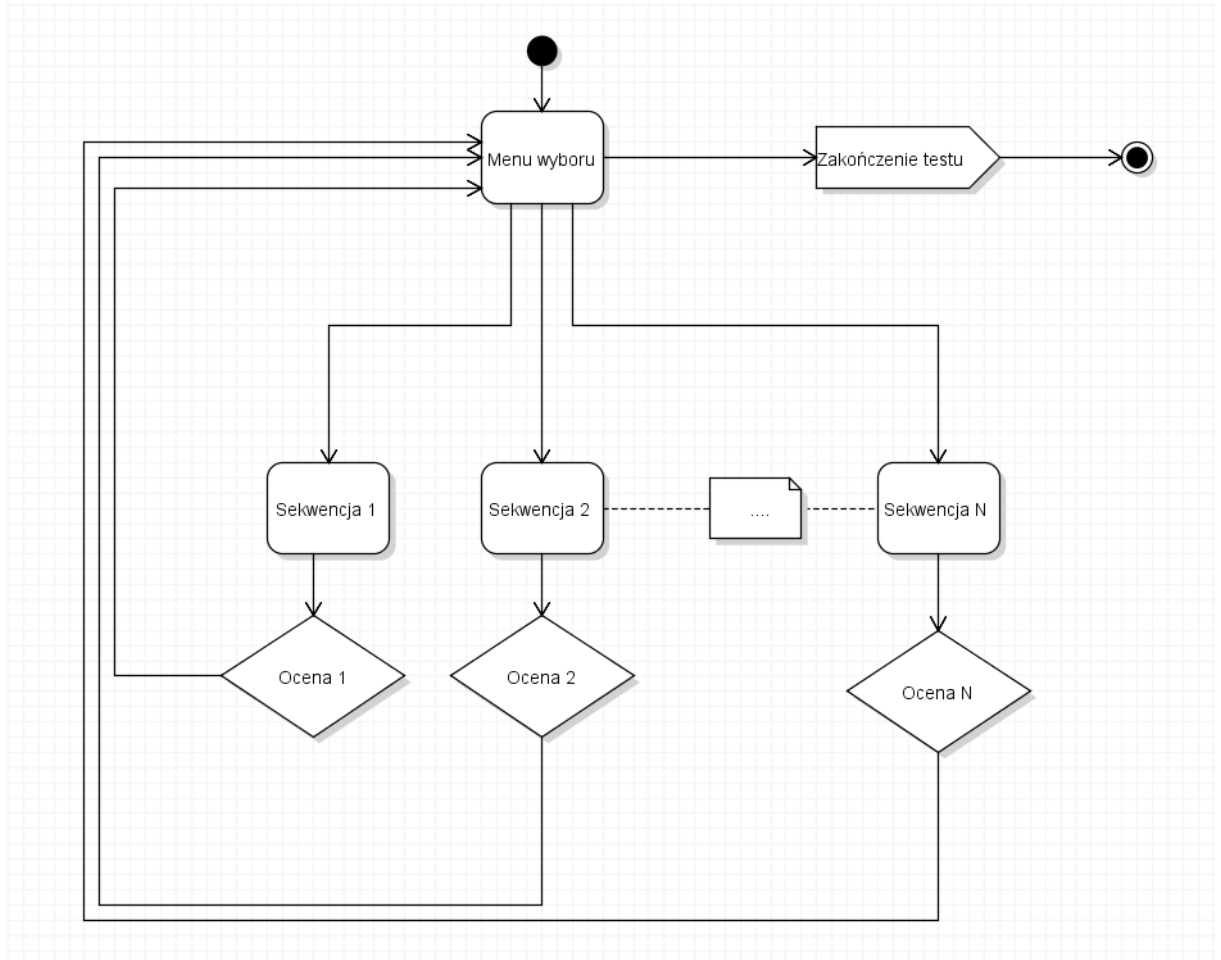 Menu wyboru
Zakończenie testu
Sekwencja 1
Sekwencja 2
....
Sekwencja N
Ocena 1
Ocena 2
Ocena N